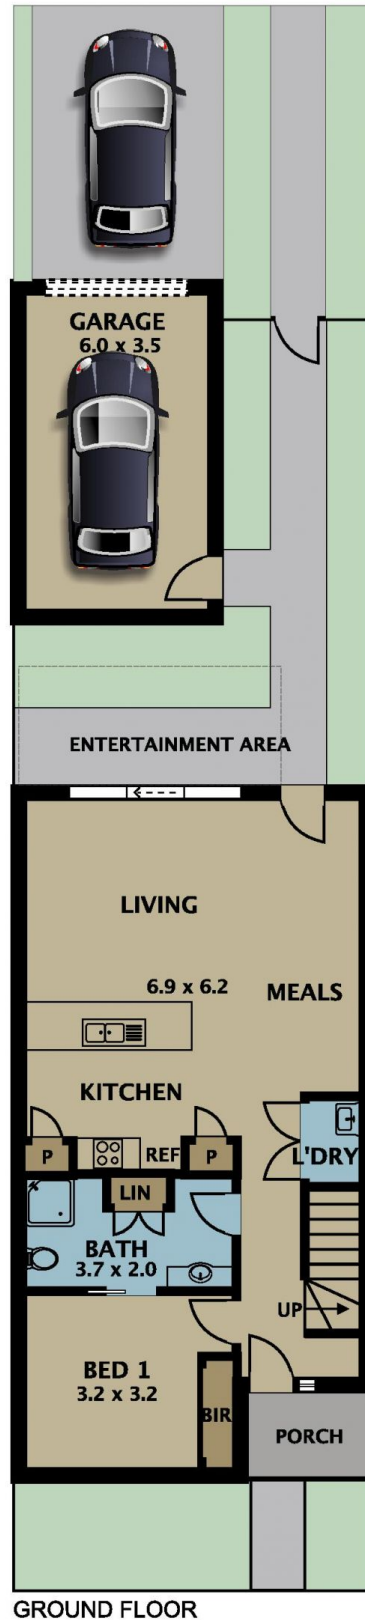 GARAGE
6.0 x 3.5
ENTERTAINMENT AREA
LIVING
6.9 x 6.2
MEALS
KITCHEN
P
REF
P
L'DRY
LIN
BATH
3.7 x 2.0
UP
BED 1
3.2 x 3.2
BIR
PORCH
GROUND FLOOR